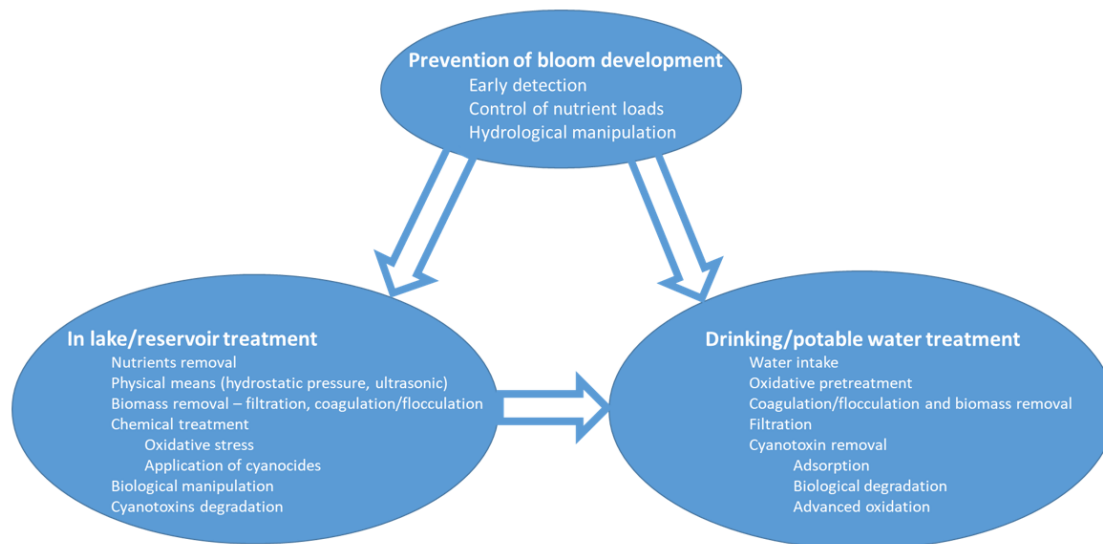 Prevention of bloom development
Early detection
Control of nutrient loads
Hydrological manipulation
In lake/reservoir treatment
Nutrients removal
Physical means (hydrostatic pressure, ultrasonic)
Biomass removal – filtration, coagulation/flocculation
Chemical treatment
Oxidative stress
Application of cyanocides
Biological manipulation
Cyanotoxins degradation
Drinking/potable water treatment
Water intake
Oxidative pretreatment
Coagulation/flocculation and biomass removal
Filtration
Cyanotoxin removal
Adsorption
Biological degradation
Advanced oxidation